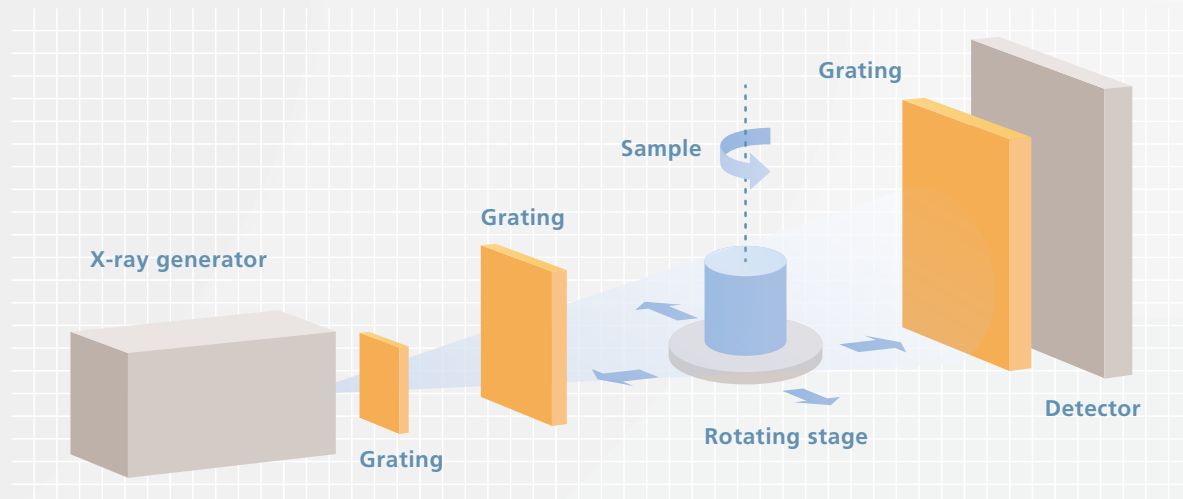 Grating
Sample
Grating
X-ray generator
Detector
Rotating stage
Grating